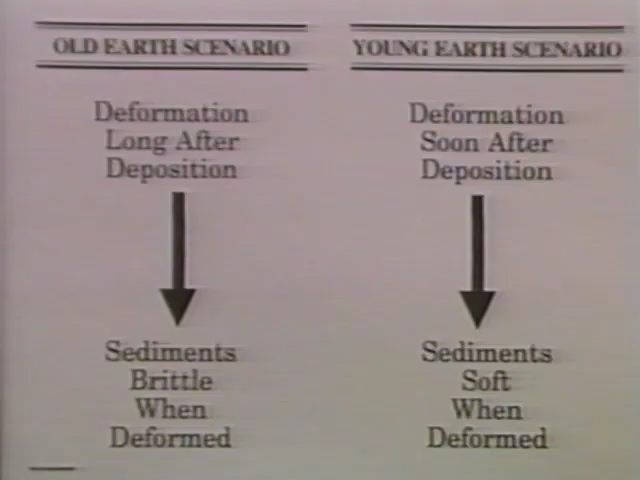 OLD EARTH SCENARIO
Deformation
Long After
Deposition
Sediments
Brittle
When
Deformed
YOUNG EARTH SCENARIO
Deformation
Soon After
Deposition
Sediments
Soft
When
Deformed